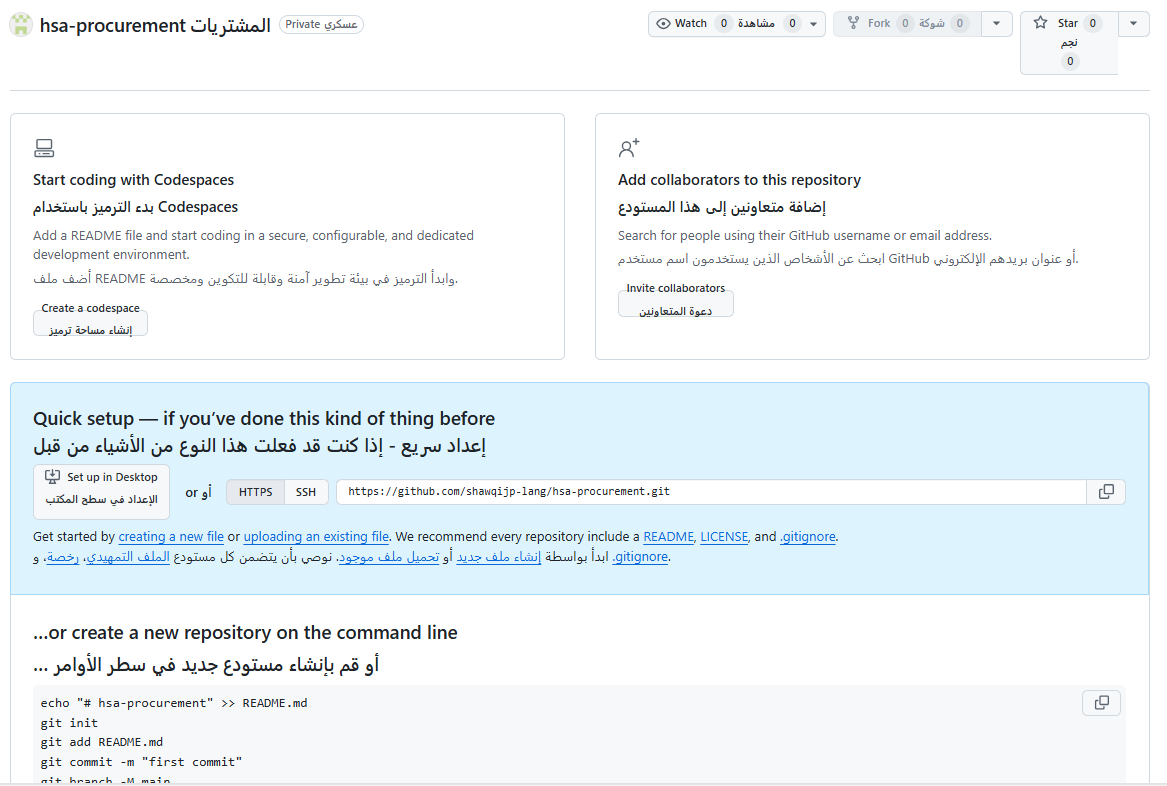 hsa-procurement المشتريات Private عسكري
Watch 0 مشاهدة 0
Fork 0 شوكة 0
Star 0
نجم
0
Start coding with Codespaces
بدء الترميز باستخدام Codespaces
Add a README file and start coding in a secure, configurable, and dedicated
development environment.
أضف ملف README وابدأ الترميز في بيئة تطوير آمنة وقابلة للتكوين ومخصصة.
Create a codespace
إنشاء مساحة ترميز
Add collaborators to this repository
إضافة متعاونين إلى هذا المستودع
Search for people using their GitHub username or email address.
ابحث عن الأشخاص الذين يستخدمون اسم مستخدم GitHub أو عنوان بريدهم الإلكتروني.
Invite collaborators
دعوة المتعاونين
Quick setup — if you've done this kind of thing before
إعداد سريع - إذا كنت قد فعلت هذا النوع من الأشياء من قبل
Set up in Desktop
الإعداد في سطح المكتب
or أو
HTTPS SSH
https://github.com/shawqijp-lang/hsa-procurement.git
Get started by creating a new file or uploading an existing file. We recommend every repository include a README, LICENSE, and .gitignore.
ابدأ بواسطة إنشاء ملف جديد أو تحميل ملف موجود. نوصي بأن يتضمن كل مستودع الملف التمهيدي، رخصة، و .gitignore.
…or create a new repository on the command line
... أو قم بإنشاء مستودع جديد في سطر الأوامر
echo "# hsa-procurement" >> README.md
git init
git add README.md
git commit -m "first commit"
git branch -M main